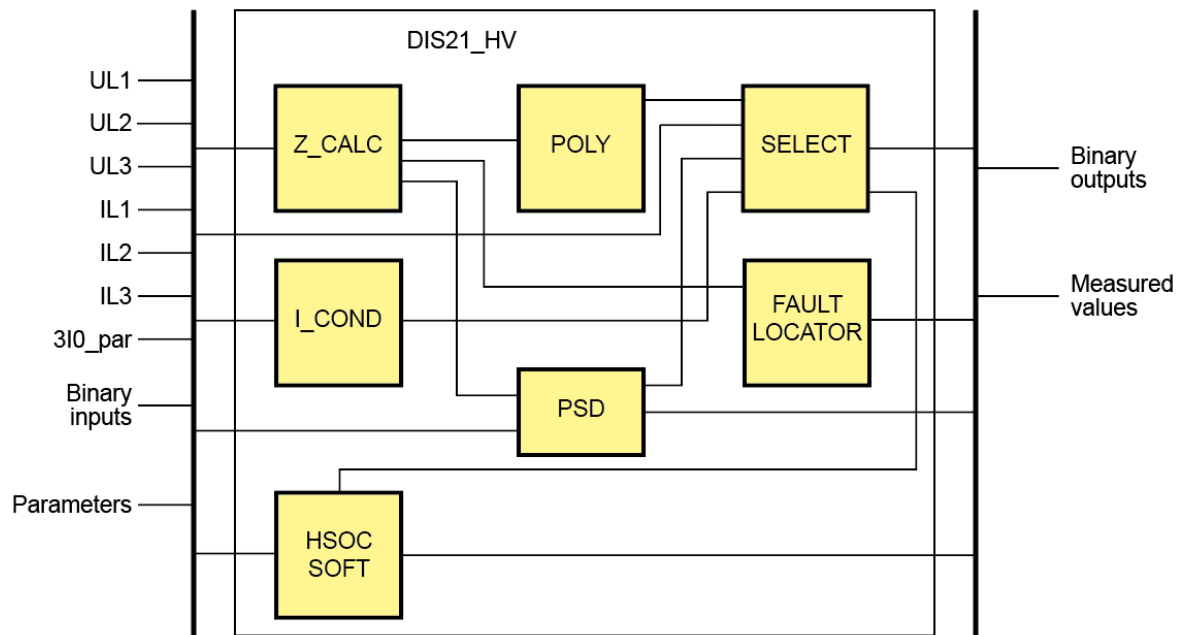 DIS21_HV
UL1
UL2
UL3
IL1
IL2
IL3
3I0_par
Binary
inputs
Parameters
Z_CALC
POLY
SELECT
I_COND
FAULT
LOCATOR
PSD
HSOC
SOFT
Binary
outputs
Measured
values